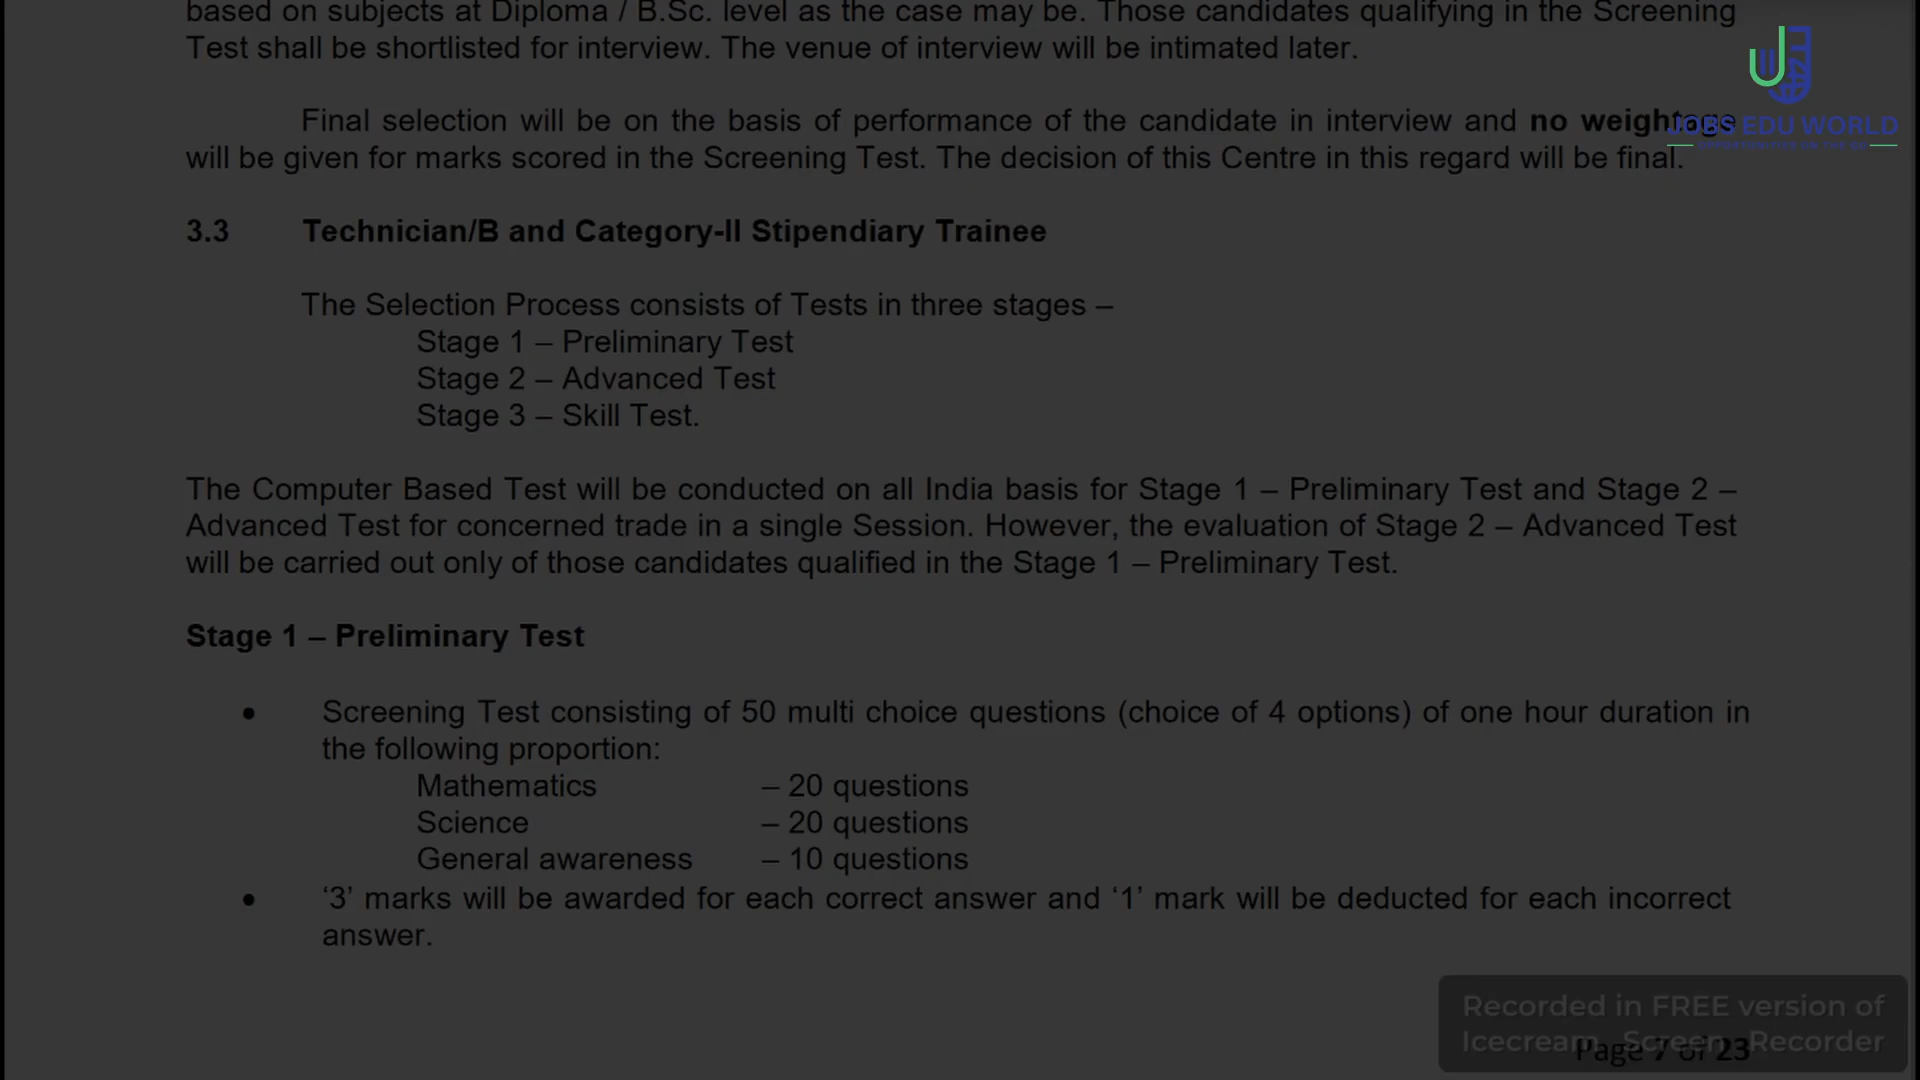 based on subjects at Diploma / B.Sc. level as the case may be. Those candidates qualifying in the Screening
Test shall be shortlisted for interview. The venue of interview will be intimated later.
Final selection will be on the basis of performance of the candidate in interview and no weightage
will be given for marks scored in the Screening Test. The decision of this Centre in this regard will be final.
JOBS EDU WORLD
OPPORTUNITIES ON THE GO
3.3 Technician/B and Category-II Stipendiary Trainee
The Selection Process consists of Tests in three stages –
Stage 1 – Preliminary Test
Stage 2 – Advanced Test
Stage 3 – Skill Test.
The Computer Based Test will be conducted on all India basis for Stage 1 – Preliminary Test and Stage 2 –
Advanced Test for concerned trade in a single Session. However, the evaluation of Stage 2 – Advanced Test
will be carried out only of those candidates qualified in the Stage 1 – Preliminary Test.
Stage 1 – Preliminary Test
• Screening Test consisting of 50 multi choice questions (choice of 4 options) of one hour duration in
the following proportion:
Mathematics – 20 questions
Science – 20 questions
General awareness – 10 questions
• ‘3’ marks will be awarded for each correct answer and ‘1’ mark will be deducted for each incorrect
answer.
Recorded in FREE version of
Icecream Screen Recorder
Page 7 of 23